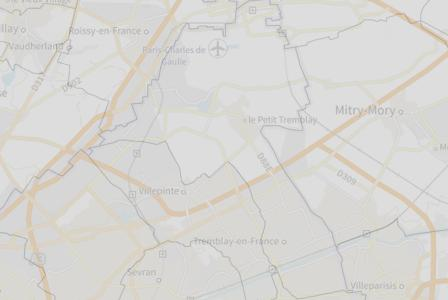 Roissy-en-France
Vaudherland
Paris-Charles de
Gaulle
le Petit Tremblay
Mitry-Mory
D902
D88E
D309
Villepinte
Tremblay-en-France
Sevran
Villeparisis